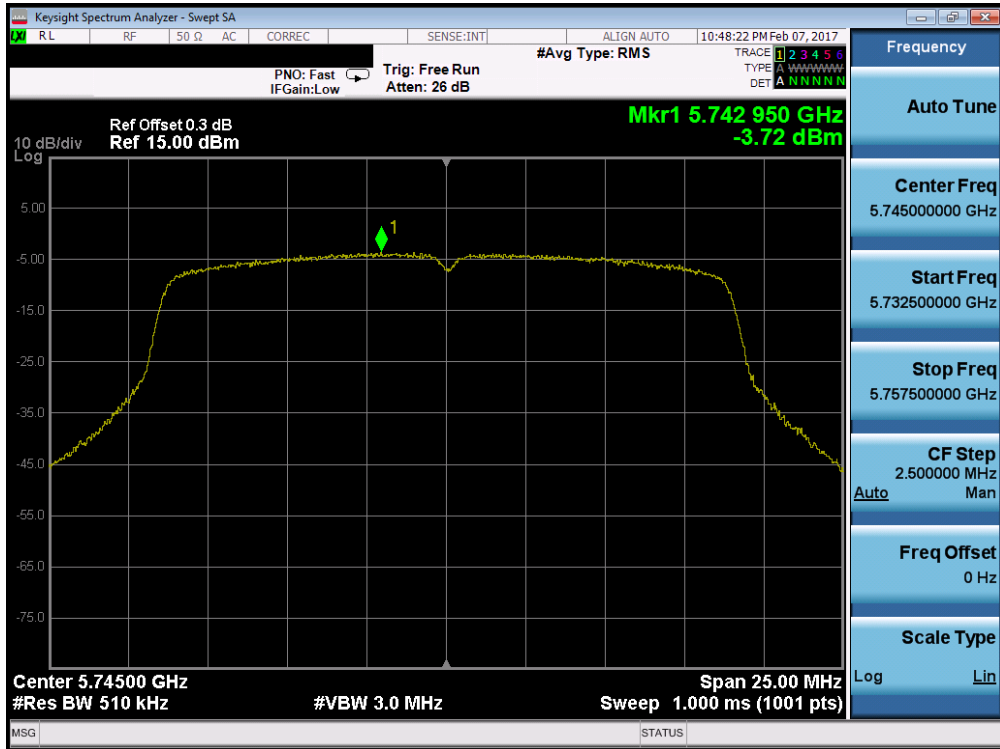 Keysight Spectrum Analyzer - Swept SA
LXI RL RF 50 Ω AC CORREC SENSE:INT ALIGN AUTO 10:48:22 PM Feb 07, 2017
PNO: Fast
IFGain:Low
Trig: Free Run
Atten: 26 dB
#Avg Type: RMS
TRACE 1 2 3 4 5 6
TYPE A WWWWW
DET A N N N N N
Frequency
Mkr1 5.742 950 GHz
-3.72 dBm
Ref Offset 0.3 dB
10 dB/div Ref 15.00 dBm
Log
1
5.00
-5.00
-15.0
-25.0
-35.0
-45.0
-55.0
-65.0
-75.0
Center 5.74500 GHz Span 25.00 MHz
#Res BW 510 kHz #VBW 3.0 MHz Sweep 1.000 ms (1001 pts)
Auto Tune
Center Freq
5.745000000 GHz
Start Freq
5.732500000 GHz
Stop Freq
5.757500000 GHz
CF Step
2.500000 MHz
Auto Man
Freq Offset
0 Hz
Scale Type
Log Lin
MSG STATUS